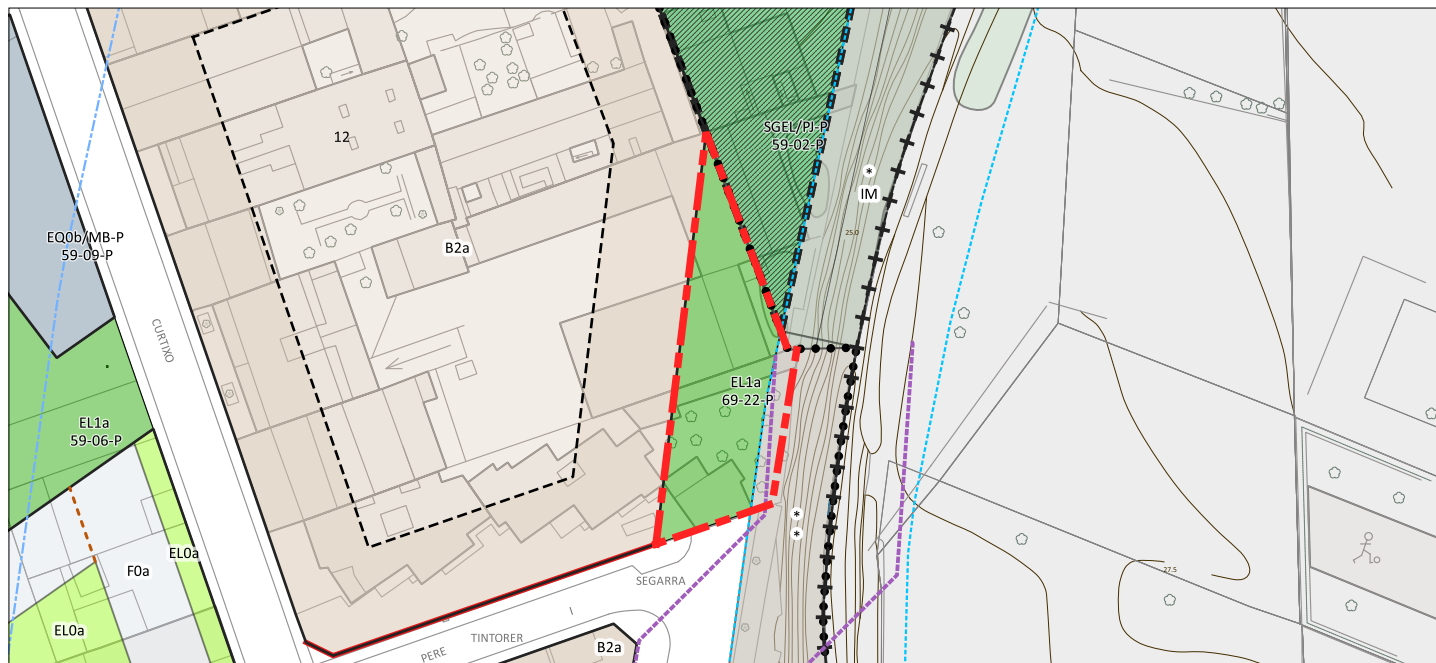 12
SGEL/PJ-P
59-02-P
*
IM
25.0
EQ0b/MB-P
59-09-P
B2a
CURTIXO
EL1a
69-22-P
EL1a
59-06-P
*
*
EL0a
F0a
27.5
SEGARRA
I
EL0a
TINTORER
B2a
PERE